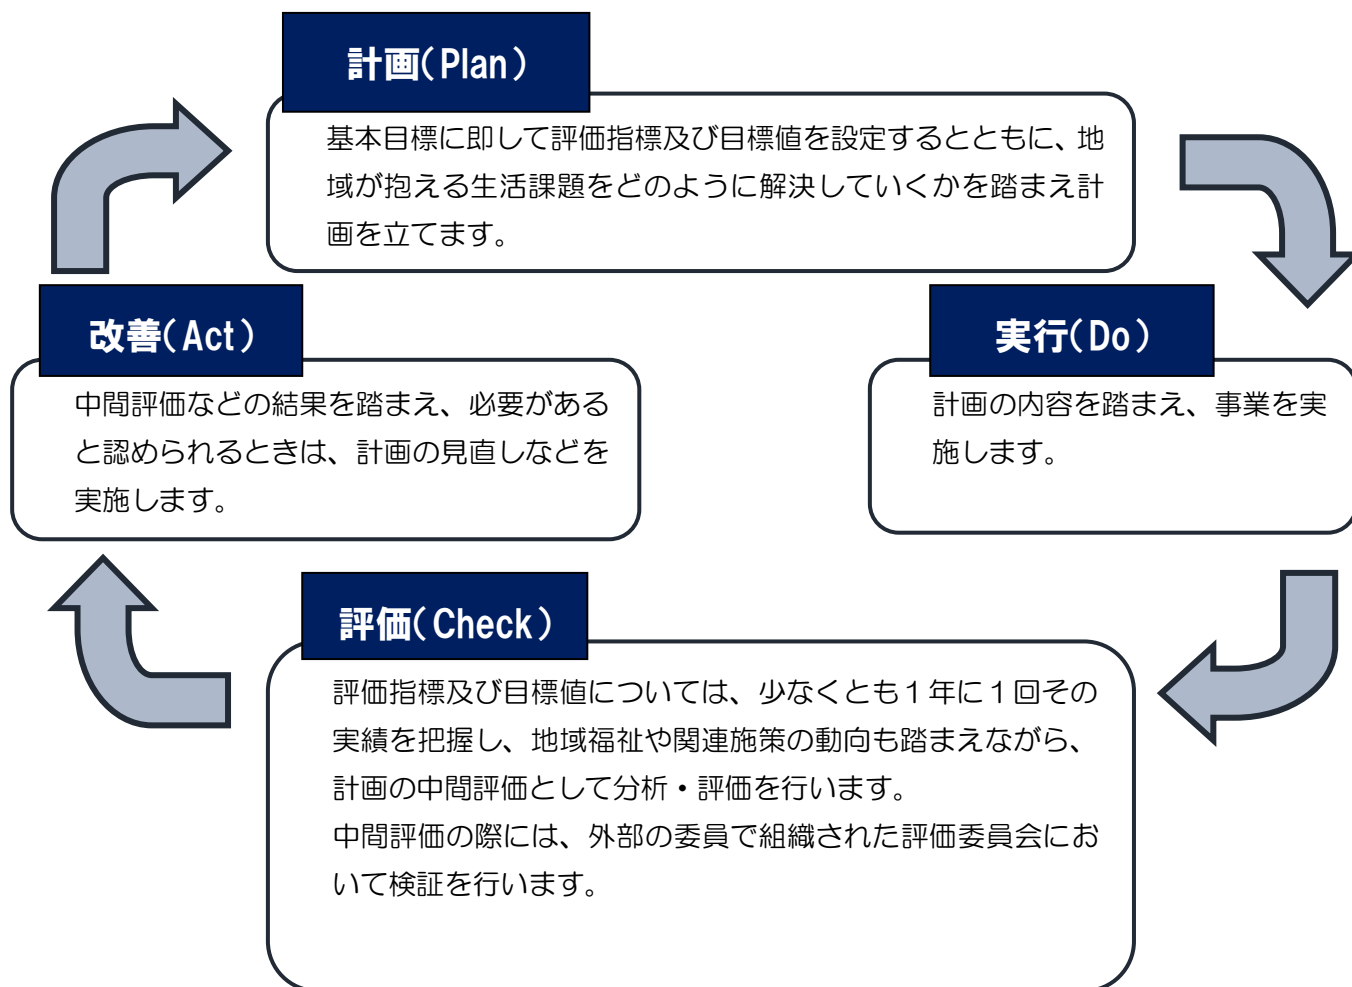 計画(Plan)
基本目標に即して評価指標及び目標値を設定するとともに、地
域が抱える生活課題をどのように解決していくかを踏まえ計
画を立てます。
実行(Do)
計画の内容を踏まえ、事業を実
施します。
評価(Check)
評価指標及び目標値については、少なくとも１年に１回その
実績を把握し、地域福祉や関連施策の動向も踏まえながら、
計画の中間評価として分析・評価を行います。
中間評価の際には、外部の委員で組織された評価委員会にお
いて検証を行います。
改善(Act)
中間評価などの結果を踏まえ、必要がある
と認められるときは、計画の見直しなどを
実施します。